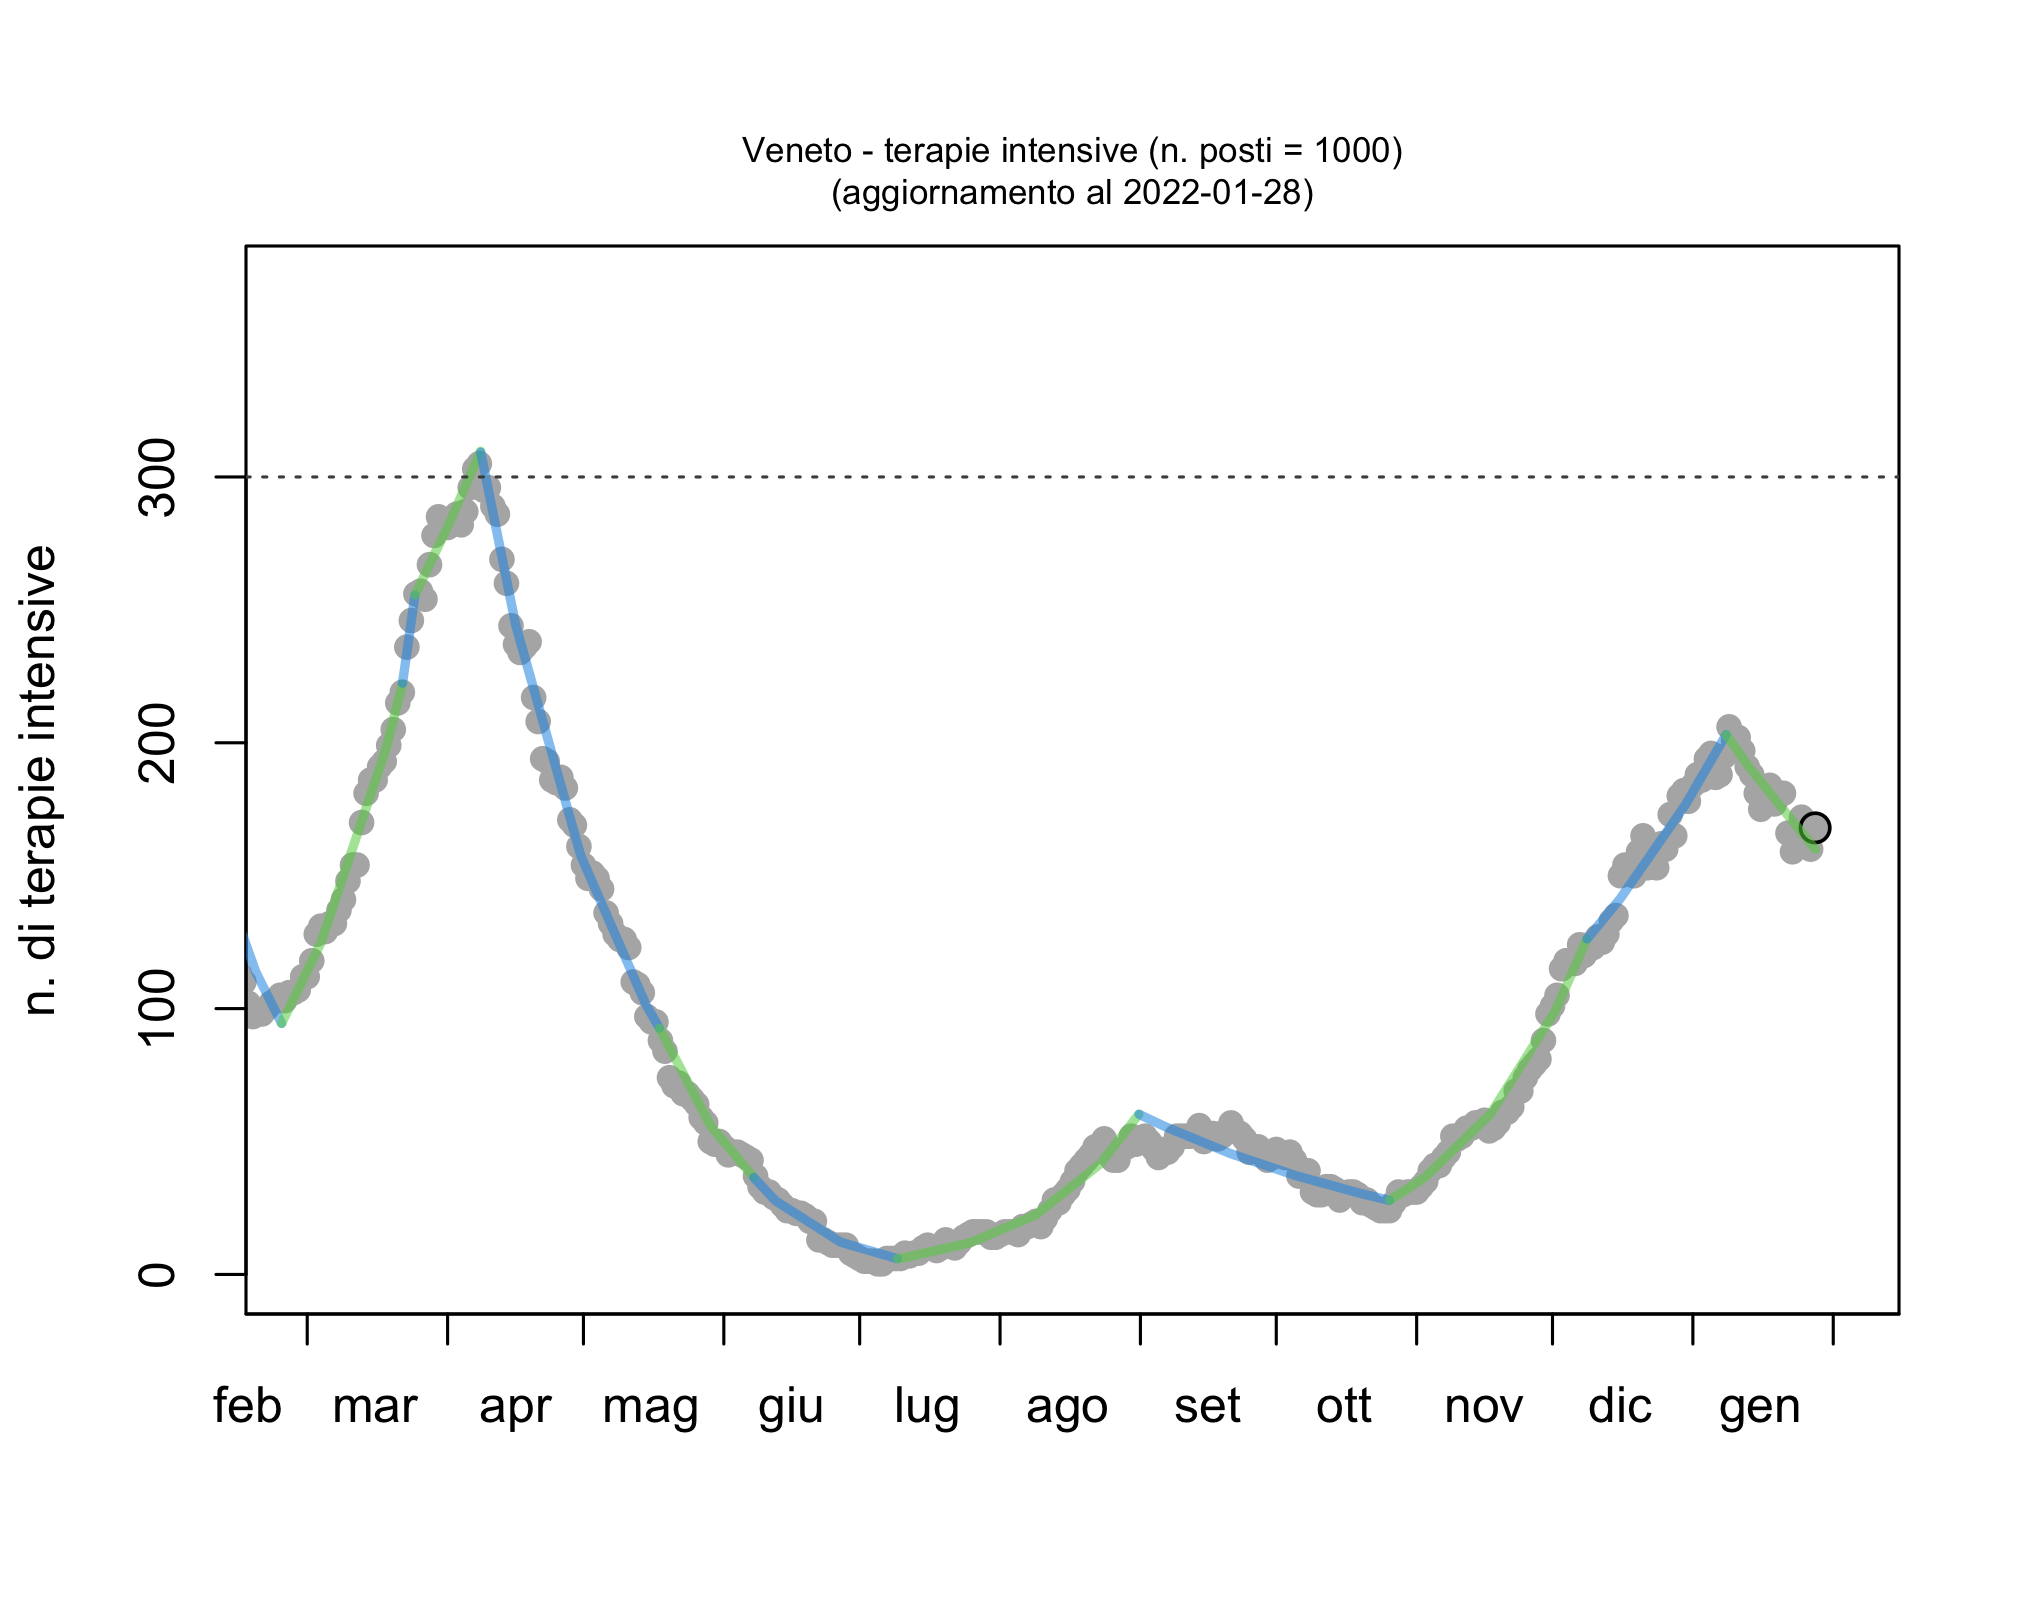 Veneto - terapie intensive (n. posti = 1000)
(aggiornamento al 2022-01-28)
n. di terapie intensive
300
200
100
0
feb mar apr mag giu lug ago set ott nov dic gen